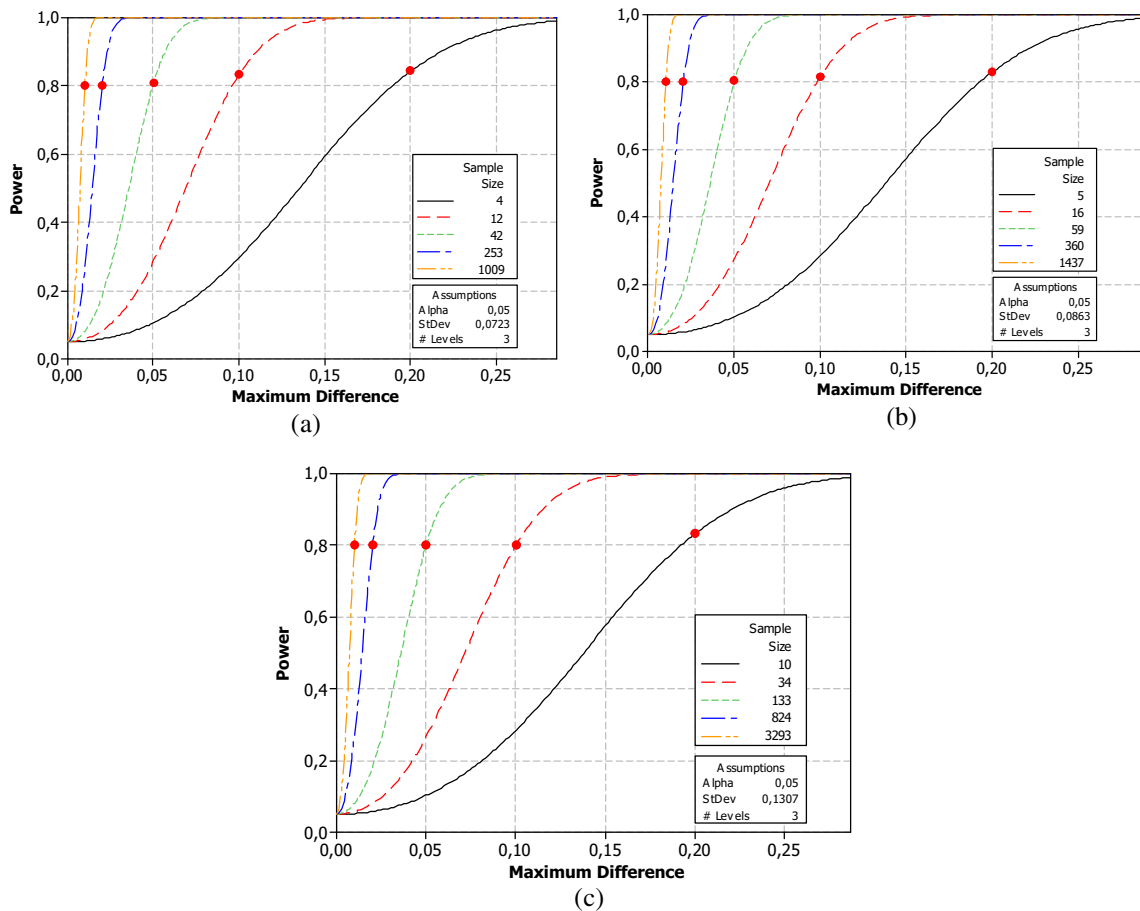 1,0
0,8
0,6
0,4
0,2
0,0
Power
0,00 0,05 0,10 0,15 0,20 0,25
Maximum Difference
Sample
Size
4
12
42
253
1009
Assumptions
Alpha 0,05
StDev 0,0723
# Levels 3
(a)
1,0
0,8
0,6
0,4
0,2
0,0
Power
0,00 0,05 0,10 0,15 0,20 0,25
Maximum Difference
Sample
Size
5
16
59
360
1437
Assumptions
Alpha 0,05
StDev 0,0863
# Levels 3
(b)
1,0
0,8
0,6
0,4
0,2
0,0
Power
0,00 0,05 0,10 0,15 0,20 0,25
Maximum Difference
Sample
Size
10
34
133
824
3293
Assumptions
Alpha 0,05
StDev 0,1307
# Levels 3
(c)